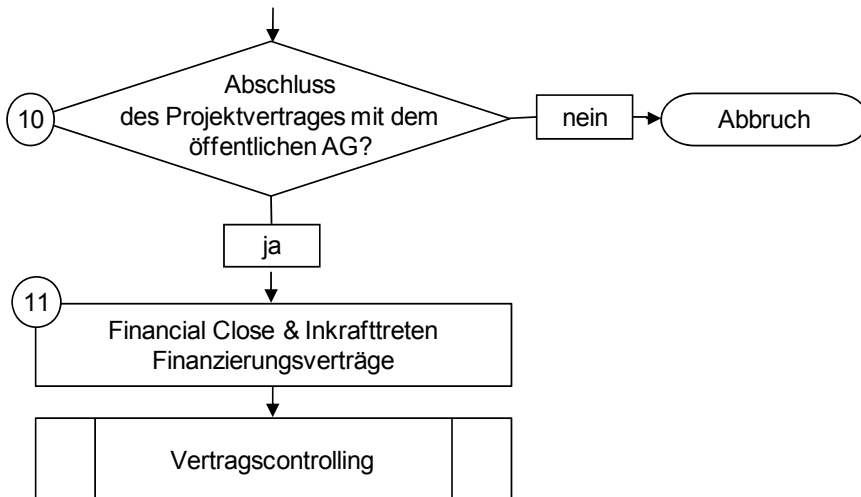 10
Abschluss
des Projektvertrages mit dem
öffentlichen AG?
nein
Abbruch
ja
11
Financial Close & Inkrafttreten
Finanzierungsverträge
Vertragscontrolling